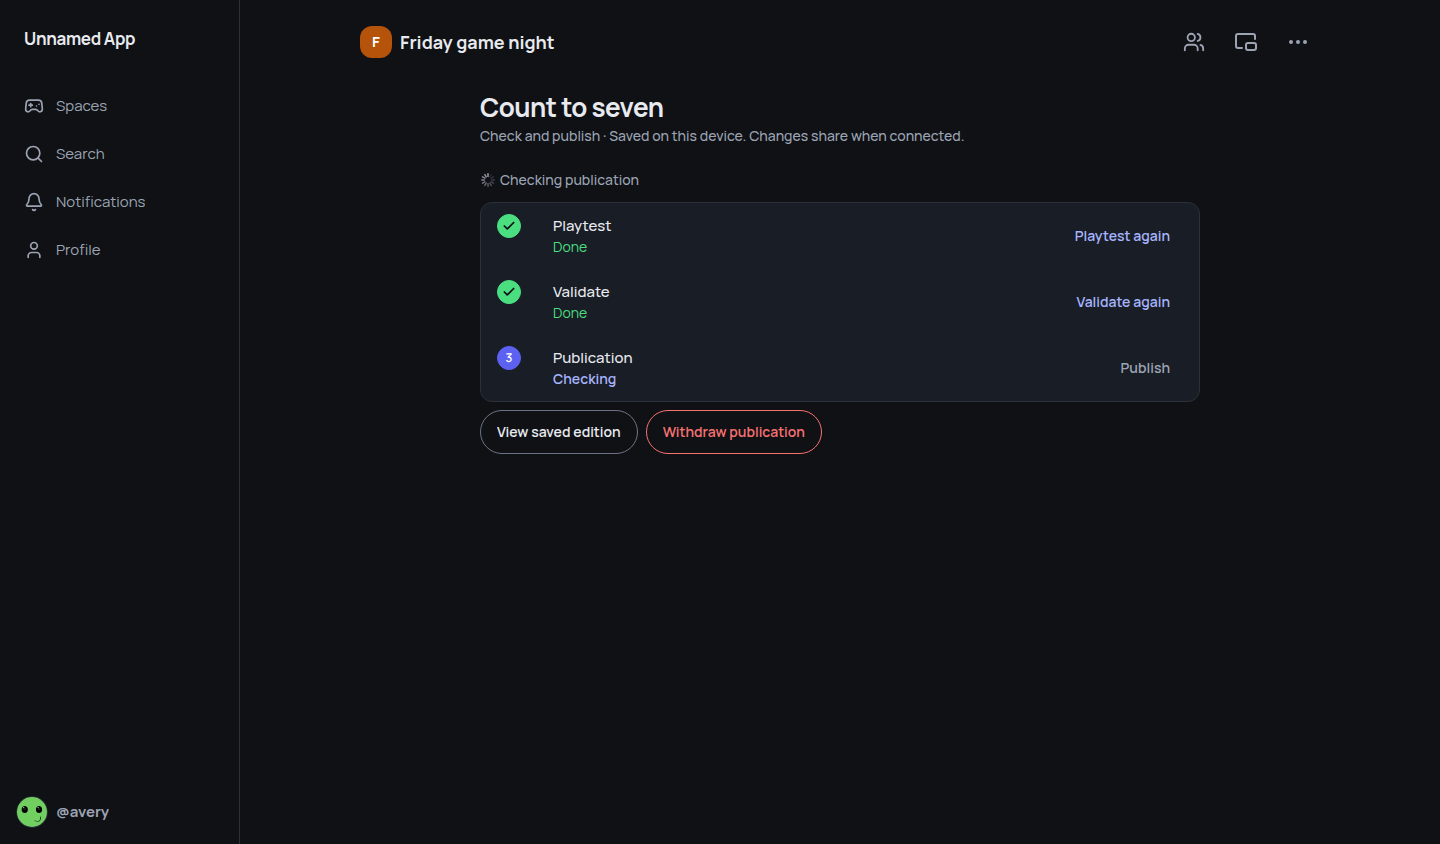 Unnamed App
Spaces
Search
Notifications
Profile
@avery
F
Friday game night
Count to seven
Check and publish · Saved on this device. Changes share when connected.
Checking publication
Playtest
Done
Playtest again
Validate
Done
Validate again
3
Publication
Checking
Publish
View saved edition
Withdraw publication